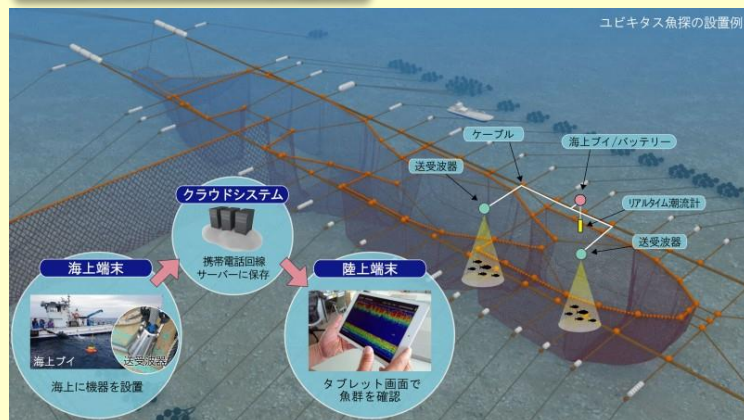 ユビキタス魚探の設置例
ケーブル
海上ブイ/バッテリー
送受波器
リアルタイム潮流計
送受波器
クラウドシステム
携帯電話回線
サーバーに保存
海上端末
海上ブイ
送受波器
海上に機器を設置
陸上端末
タブレット画面で
魚群を確認